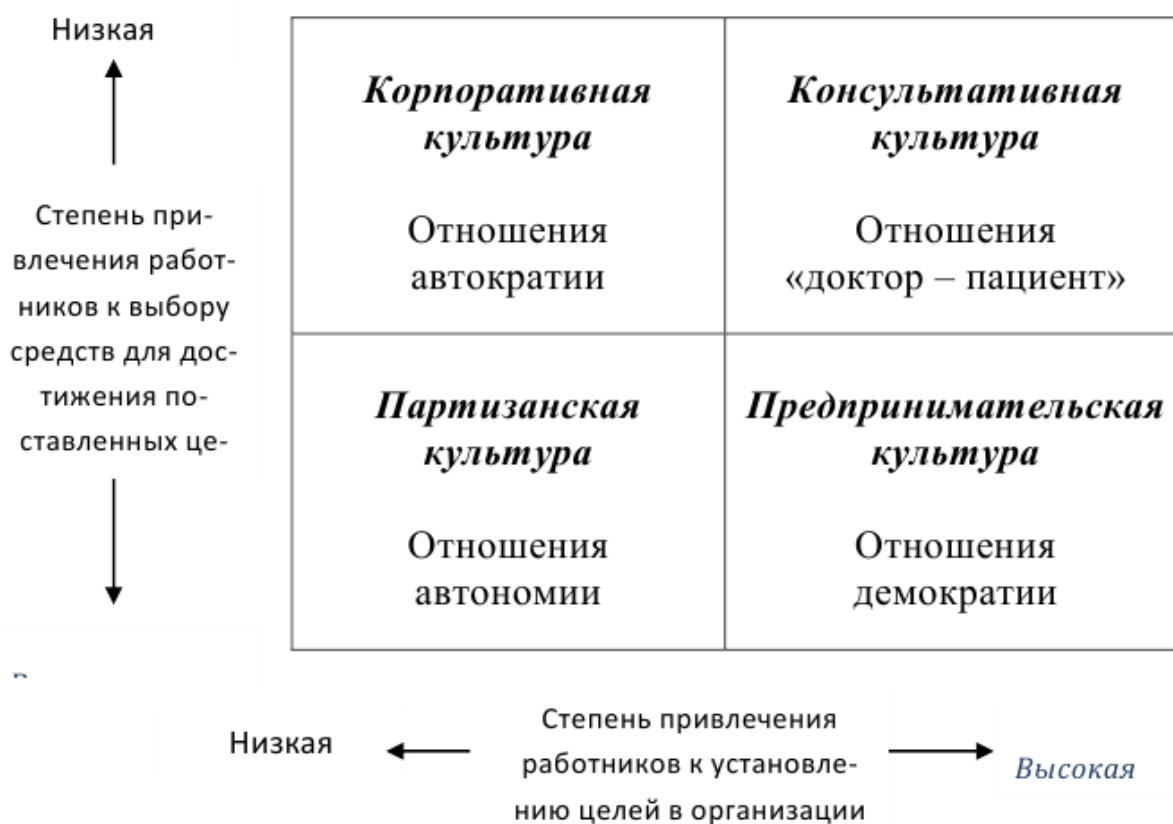 Низкая
Степень при-
влечения работ-
ников к выбору
средств для дос-
тижения по-
ставленных це-
Корпоративная
культура
Отношения
автократии
Консультативная
культура
Отношения
«доктор – пациент»
Партизанская
культура
Отношения
автономии
Предпринимательская
культура
Отношения
демократии
Низкая
Степень привлечения
работников к установле-
нию целей в организации
Высокая